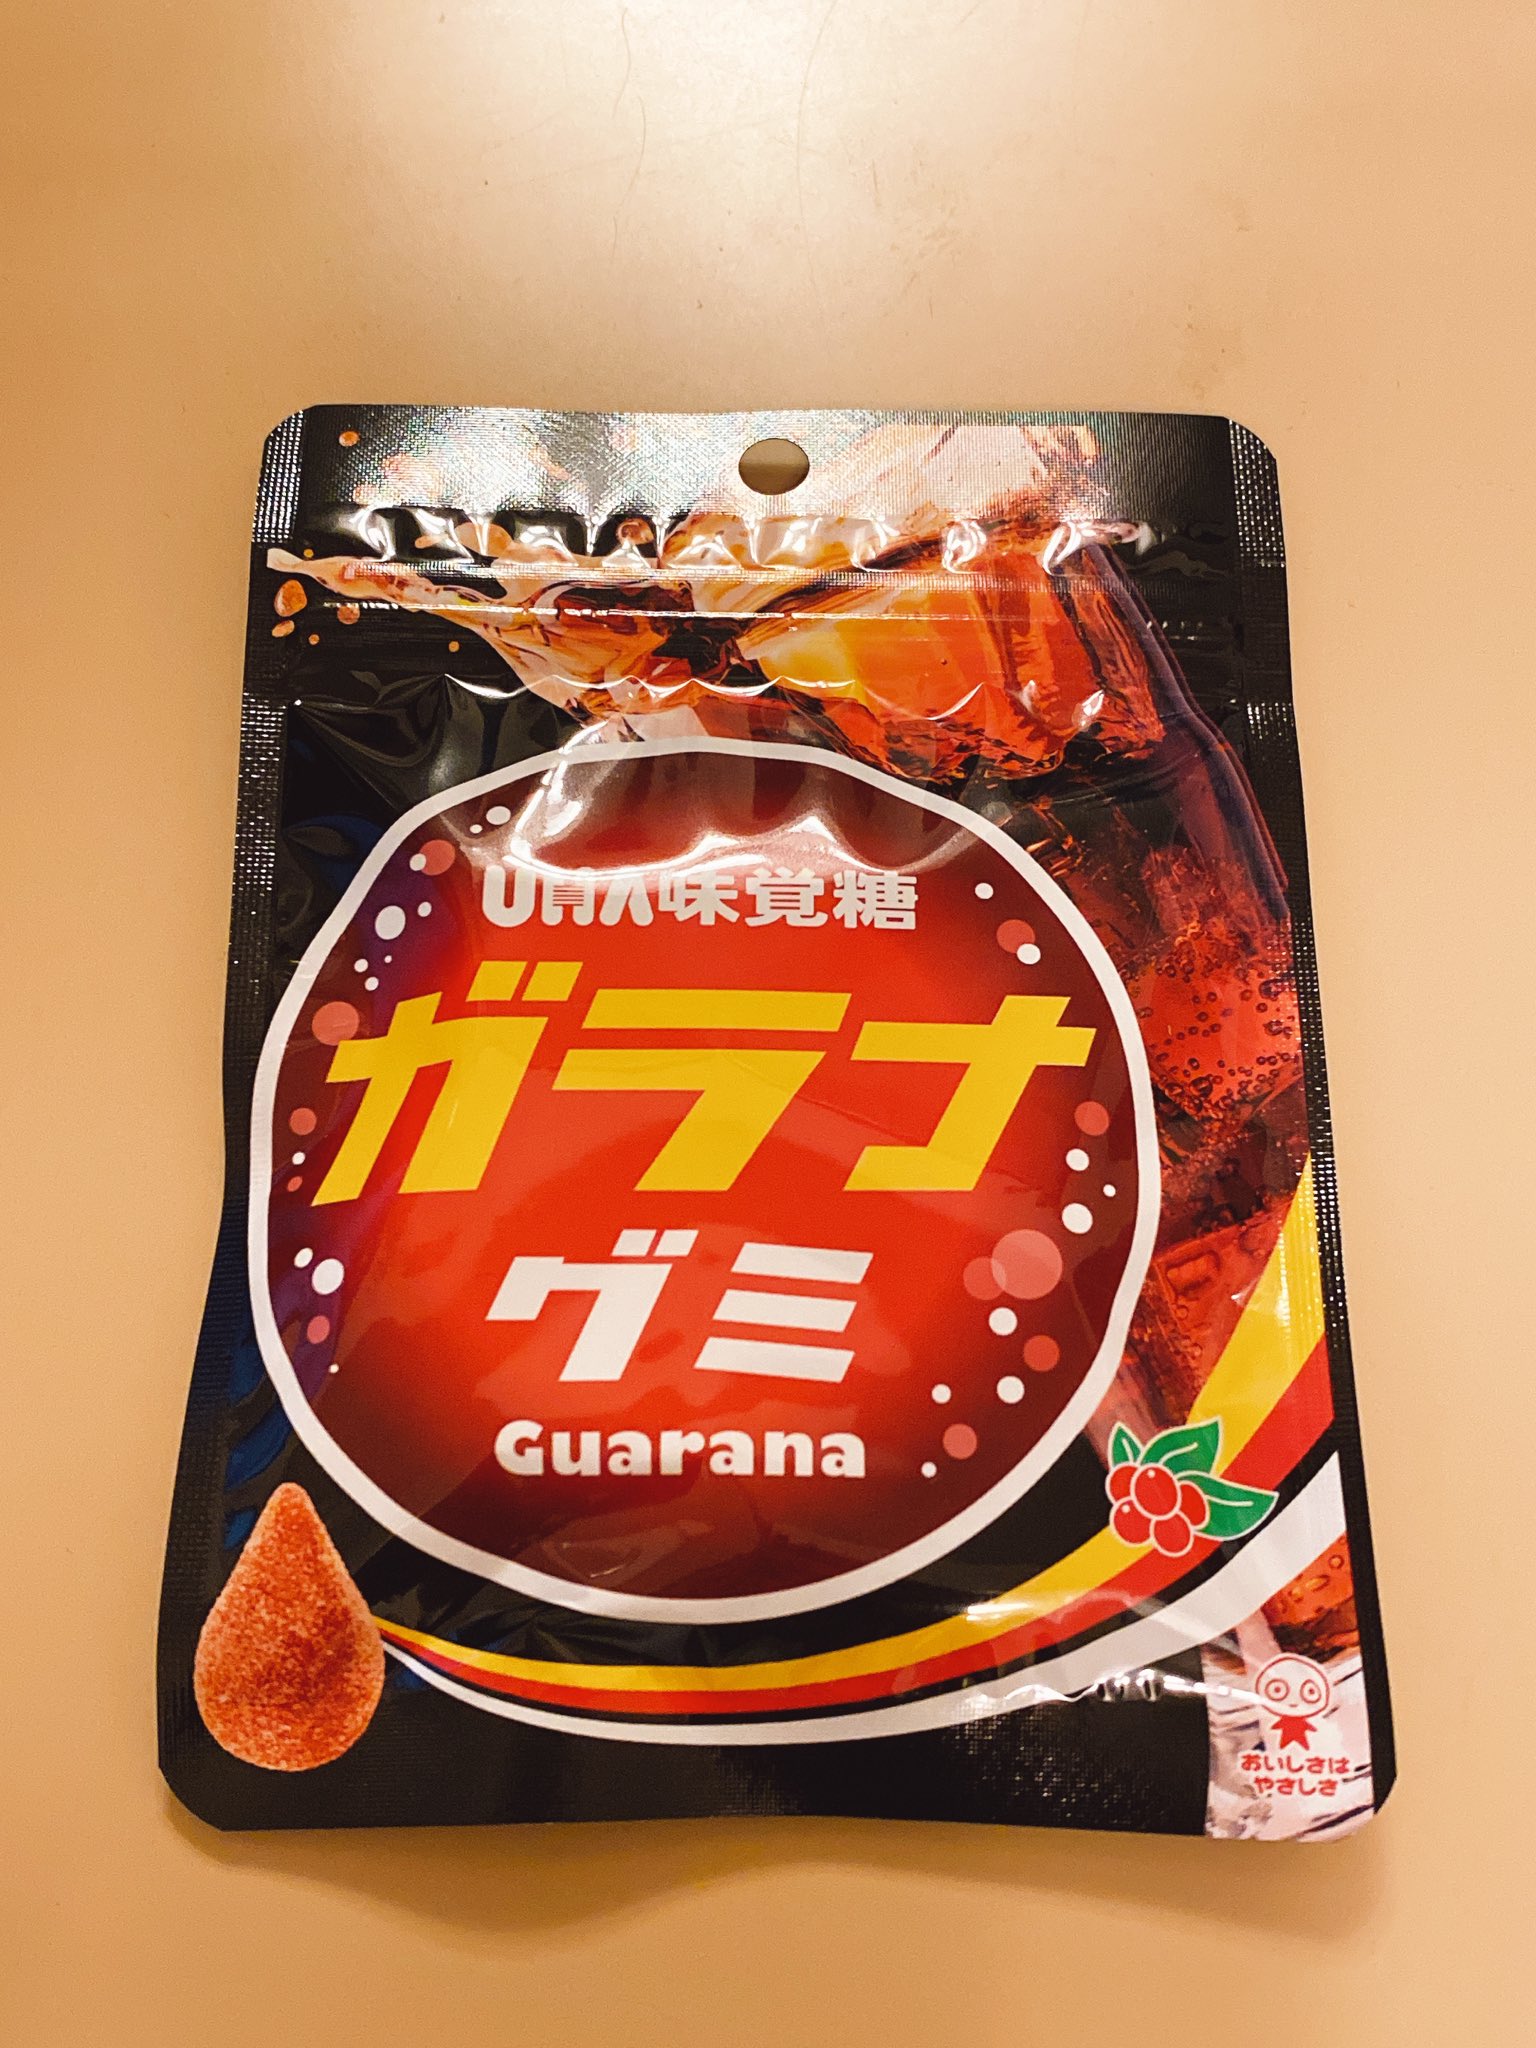 UHA味覚糖
ガラナ
グミ
Guarana
おいしさは
やさしさ